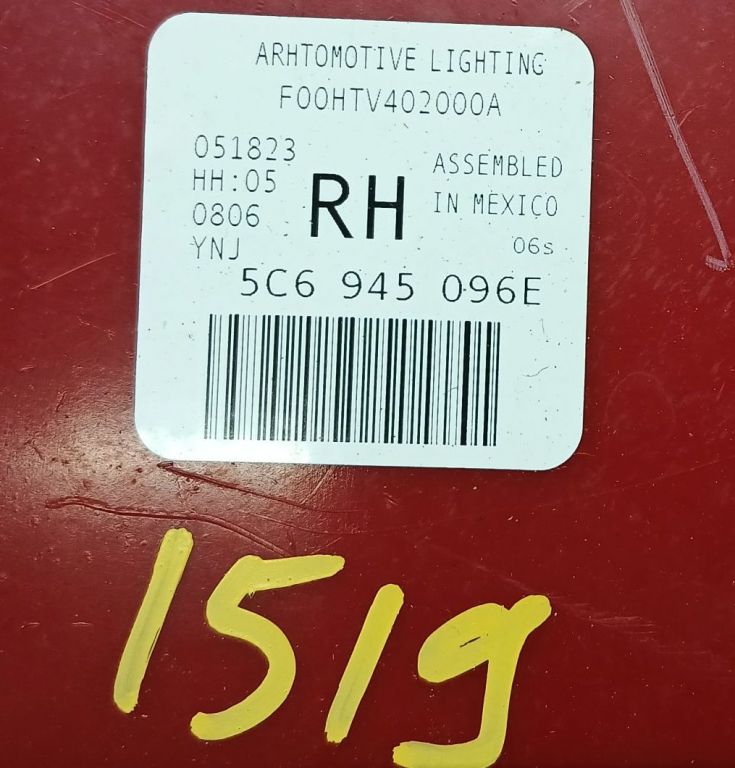 ARHTOMOTIVE LIGHTING
F00HTV402000A
051823
HH:05
0806
YNJ
RH
ASSEMBLED
IN MEXICO
06s
5C6 945 096E
1519